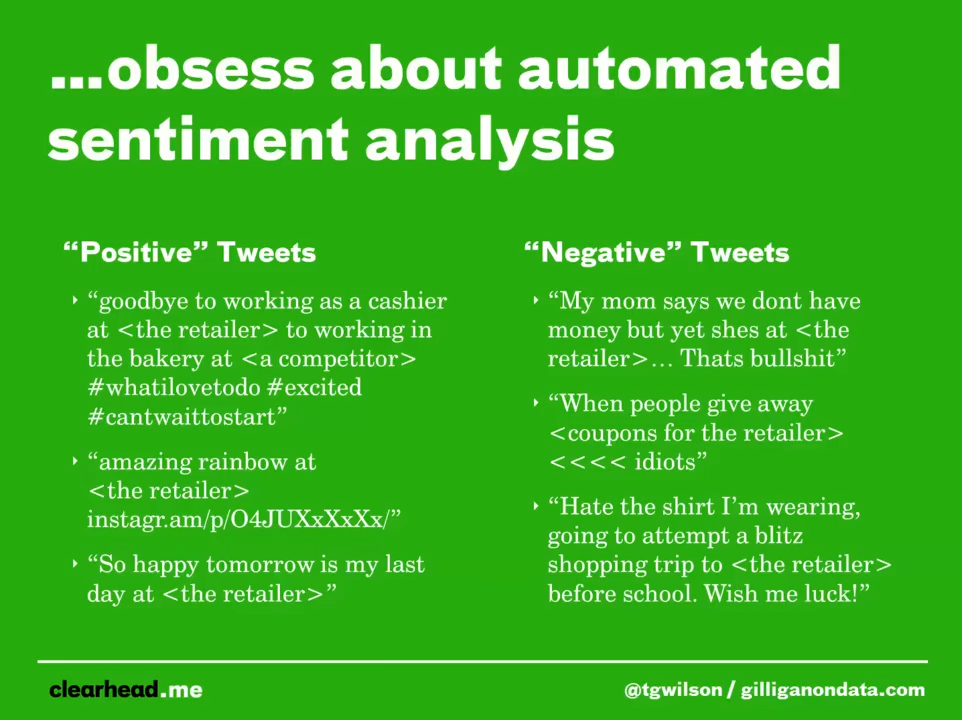 ...obsess about automated
sentiment analysis
“Positive” Tweets
‣ “goodbye to working as a cashier
at <the retailer> to working in
the bakery at <a competitor>
#whatilovetodo #excited
#cantwaittostart”
‣ “amazing rainbow at
<the retailer>
instagr.am/p/O4JUXxXxXx/”
‣ “So happy tomorrow is my last
day at <the retailer>”
“Negative” Tweets
‣ “My mom says we dont have
money but yet shes at <the
retailer>… Thats bullshit”
‣ “When people give away
<coupons for the retailer>
<<<< idiots”
‣ “Hate the shirt I’m wearing,
going to attempt a blitz
shopping trip to <the retailer>
before school. Wish me luck!”
clearhead.me
@tgwilson / gilliganondata.com